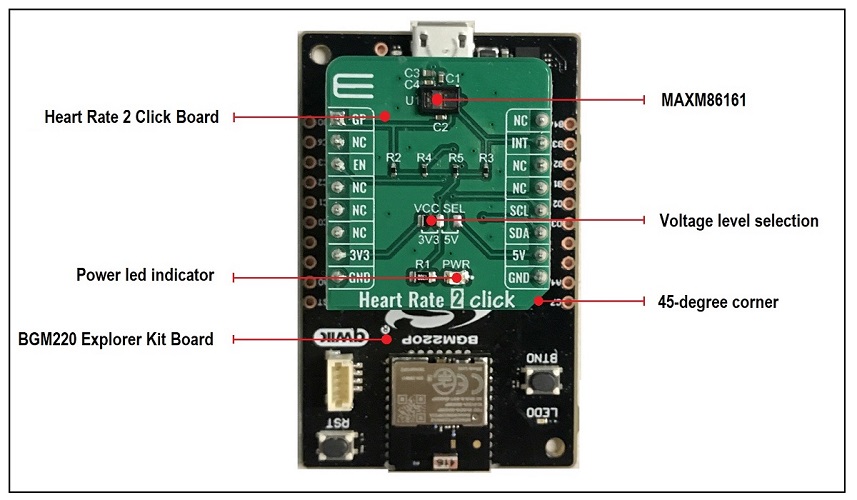 C3
C4
C1
U1
MAXM86161
Heart Rate 2 Click Board
C2
GP
NC
NC
INT
EN
NC
R2
R4
R5
R3
NC
NC
NC
SCL
VCC
SEL
Voltage level selection
NC
SDA
3V3
5V
3V3
5V
Power led indicator
R1
PWR
GND
GND
Heart Rate 2 click
45-degree corner
BGM220 Explorer Kit Board
QWIIC
BGM220P
BTN0
RST
LED0